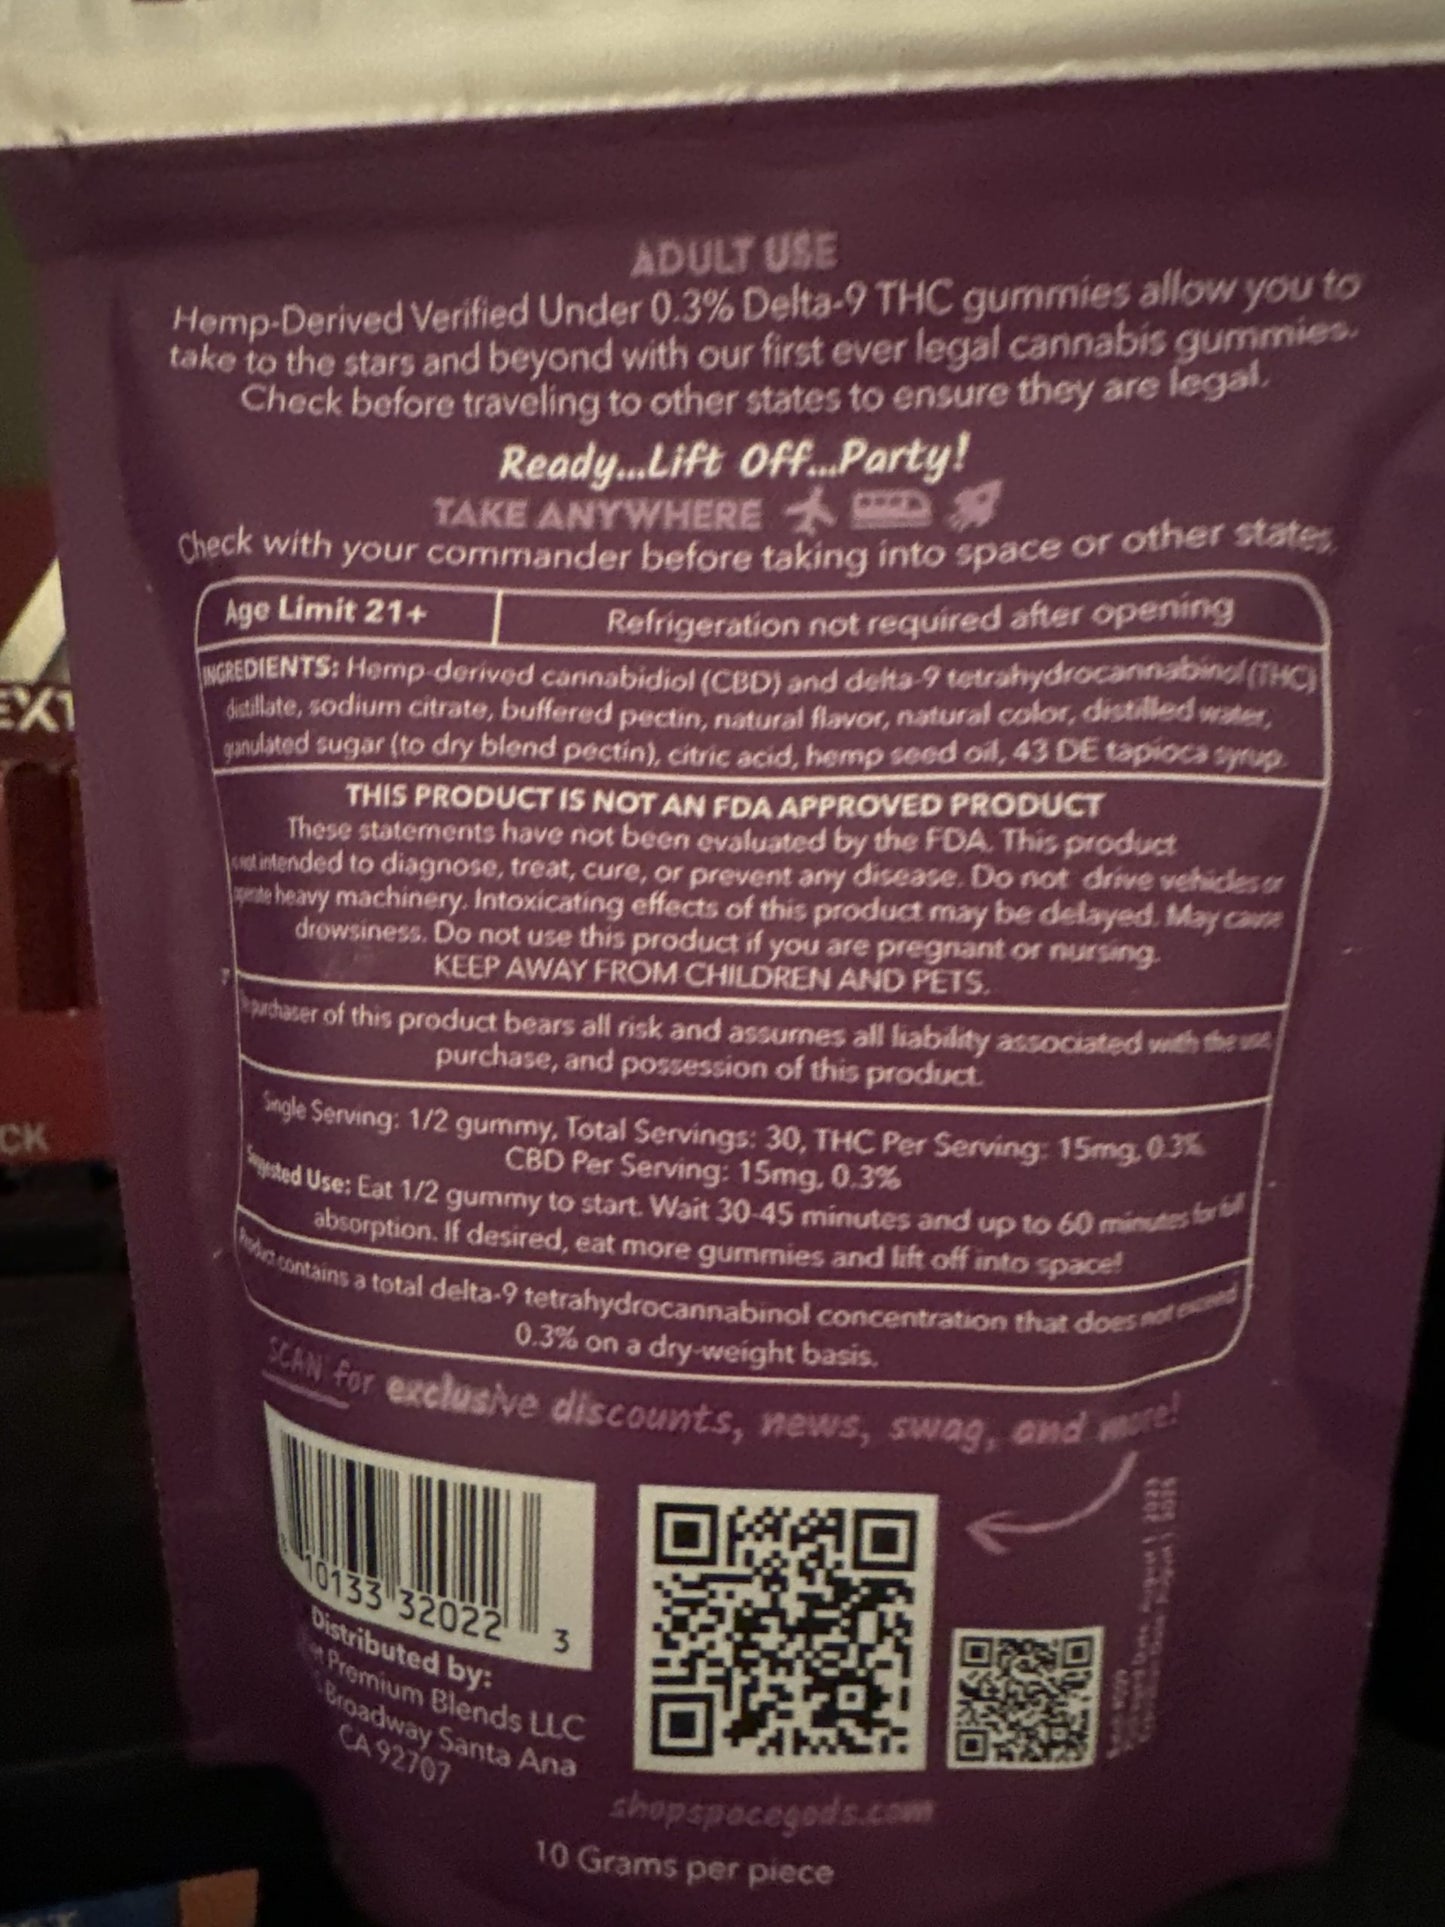 ADULT USE
Hemp-Derived Verified Under 0.3% Delta-9 THC gummies allow you to
take to the stars and beyond with our first ever legal cannabis gummies.
Check before traveling to other states to ensure they are legal.
Ready...Lift Off...Party!
TAKE ANYWHERE
Check with your commander before taking into space or other states.
Age Limit 21+
Refrigeration not required after opening
INGREDIENTS: Hemp-derived cannabidiol (CBD) and delta-9 tetrahydrocannabinol (THC)
distillate, sodium citrate, buffered pectin, natural flavor, natural color, distilled water,
granulated sugar (to dry blend pectin), citric acid, hemp seed oil, 43 DE tapioca syrup.
THIS PRODUCT IS NOT AN FDA APPROVED PRODUCT
These statements have not been evaluated by the FDA. This product
intended to diagnose, treat, cure, or prevent any disease. Do not drive vehicles or
operate heavy machinery. Intoxicating effects of this product may be delayed. May cause
drowsiness. Do not use this product if you are pregnant or nursing.
KEEP AWAY FROM CHILDREN AND PETS.
purchaser of this product bears all risk and assumes all liability associated with the use,
purchase, and possession of this product.
Single Serving: 1/2 gummy, Total Servings: 30, THC Per Serving: 15mg, 0.3%
CBD Per Serving: 15mg, 0.3%
Suggested Use: Eat 1/2 gummy to start. Wait 30-45 minutes and up to 60 minutes for full
absorption. If desired, eat more gummies and lift off into space!
Product contains a total delta-9 tetrahydrocannabinol concentration that does not exceed
0.3% on a dry-weight basis.
SCAN for exclusive discounts, news, swag, and more!
10133 32022 3
Distributed by:
Premium Blends LLC
Broadway Santa Ana
CA 92707
shopspacegods.com
10 Grams per piece
EXT
CK